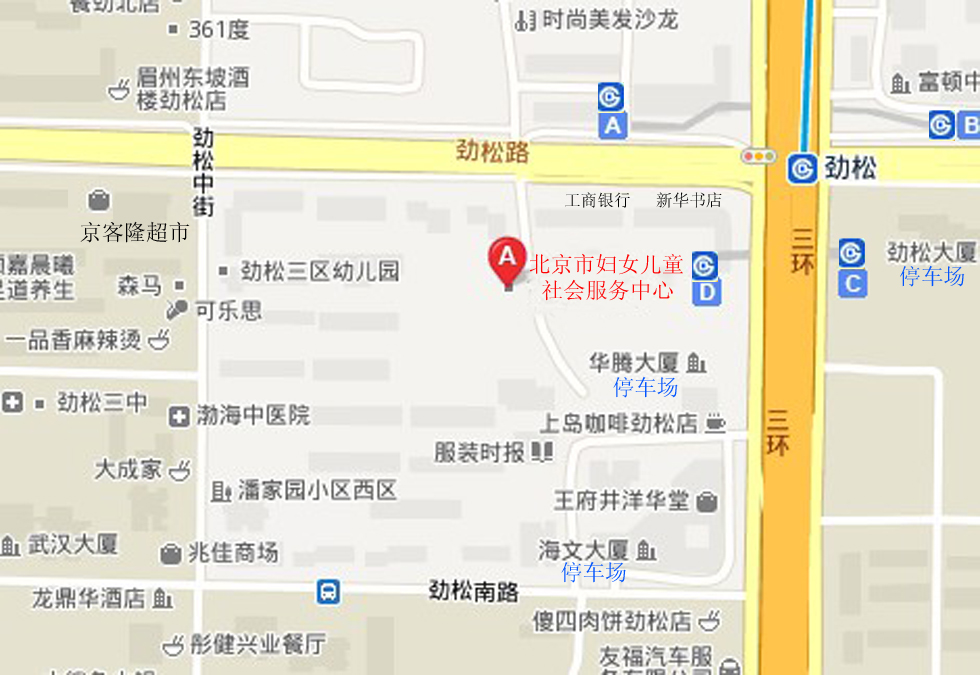 餐劲北店
361度
时尚美发沙龙
眉州东坡酒
楼劲松店
富顿中
A
B
劲松中街
劲松路
劲松
工商银行
新华书店
京客隆超市
三环
A
北京市妇女儿童
社会服务中心
D
C
劲松大厦
停车场
嘉晨曦
足道养生
劲松三区幼儿园
森马
可乐思
一品香麻辣烫
华腾大厦
停车场
劲松三中
渤海中医院
上岛咖啡劲松店
三环
服装时报
大成家
潘家园小区西区
王府井洋华堂
武汉大厦
兆佳商场
海文大厦
停车场
龙鼎华酒店
劲松南路
傻四肉饼劲松店
彤健兴业餐厅
友福汽车服